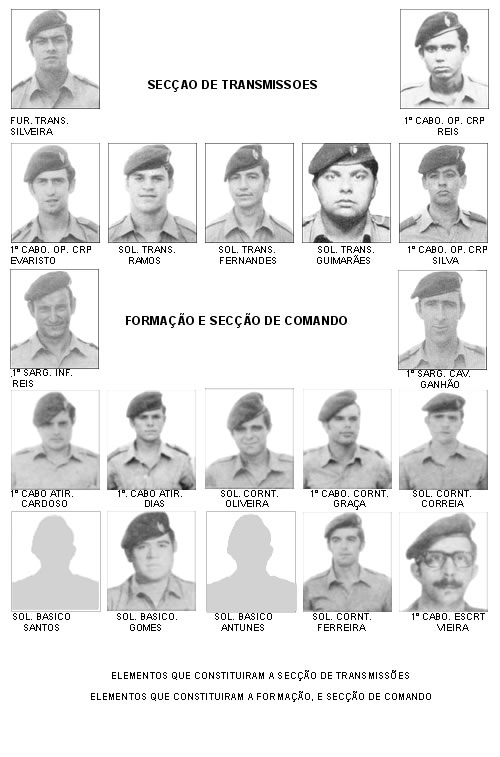 SECÇAO DE TRANSMISSOES
FUR. TRANS.
SILVEIRA
1º CABO. OP. CRP
REIS
1º CABO. OP. CRP
EVARISTO
SOL. TRANS.
RAMOS
SOL. TRANS.
FERNANDES
SOL. TRANS.
GUIMARÃES
1º CABO. OP. CRP
SILVA
FORMAÇÃO E SECÇÃO DE COMANDO
.1º SARG. INF.
REIS
1º SARG. CAV.
GANHÃO
1º CABO ATIR.
CARDOSO
1º. CABO ATIR.
DIAS
SOL. CORNT.
OLIVEIRA
1º CABO. CORNT.
GRAÇA
SOL. CORNT.
CORREIA
SOL. BASICO
SANTOS
SOL. BASICO.
GOMES
SOL. BASICO
ANTUNES
SOL. CORNT.
FERREIRA
1º CABO. ESCRT
VIEIRA
ELEMENTOS QUE CONSTITUIRAM A SECÇÃO DE TRANSMISSÕES
ELEMENTOS QUE CONSTITUIRAM A FORMAÇÃO, E SECÇÃO DE COMANDO